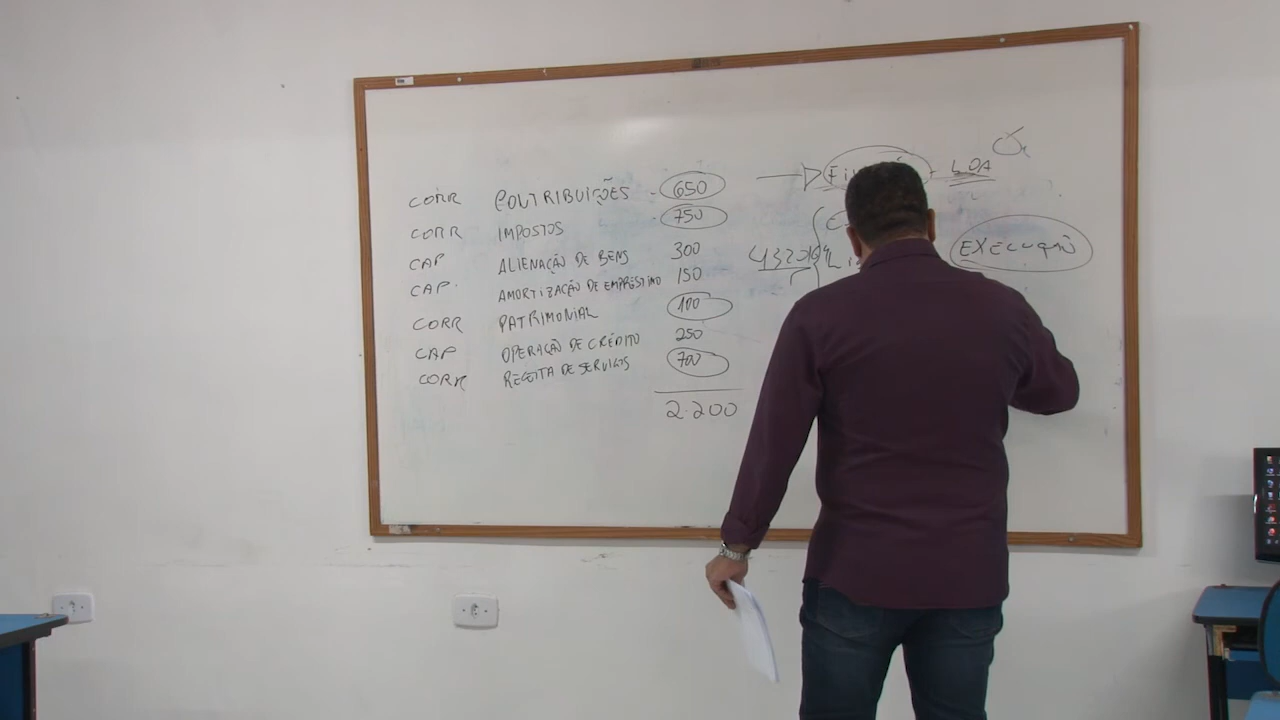 CORR CONTRIBUIÇÕES - 650
CORR IMPOSTOS - 750
CAP ALIENAÇÃO DE BENS 300
CAP. AMORTIZAÇÃO DE EMPRÉSTIMO 150
CORR PATRIMONIAL 100
CAP OPERAÇÃO DE CRÉDITO 250
CORR RECEITA DE SERVIÇOS 700
2.200
LOA
EXECUÇÃO